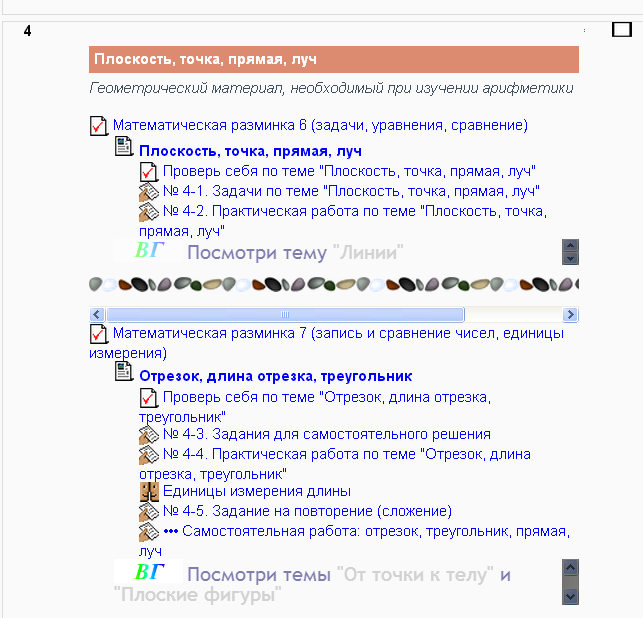 4
Плоскость, точка, прямая, луч
Геометрический материал, необходимый при изучении арифметики
Математическая разминка 6 (задачи, уравнения, сравнение)
Плоскость, точка, прямая, луч
Проверь себя по теме "Плоскость, точка, прямая, луч"
№ 4-1. Задачи по теме "Плоскость, точка, прямая, луч"
№ 4-2. Практическая работа по теме "Плоскость, точка,
прямая, луч"
ВГ Посмотри тему "Линии"
Математическая разминка 7 (запись и сравнение чисел, единицы
измерения)
Отрезок, длина отрезка, треугольник
Проверь себя по теме "Отрезок, длина отрезка,
треугольник"
№ 4-3. Задания для самостоятельного решения
№ 4-4. Практическая работа по теме "Отрезок, длина
отрезка, треугольник"
Единицы измерения длины
№ 4-5. Задание на повторение (сложение)
••• Самостоятельная работа: отрезок, треугольник, прямая,
луч
ВГ Посмотри темы "От точки к телу" и
"Плоские фигуры"